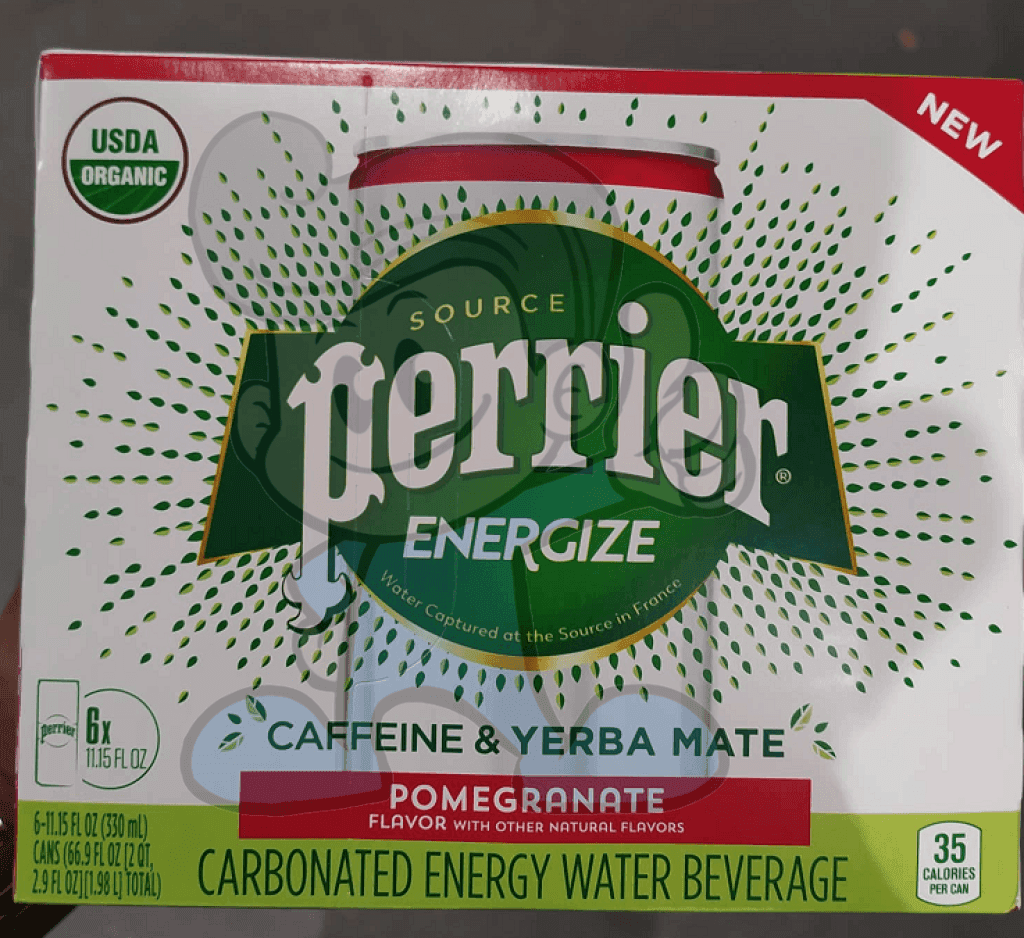 USDA
ORGANIC
NEW
SOURCE
perrier®
ENERGIZE
Water Captured at the Source in France
CAFFEINE & YERBA MATE
perrier
6x
11.15 FL OZ
POMEGRANATE
FLAVOR WITH OTHER NATURAL FLAVORS
6-11.15 FL OZ (330 mL)
CANS (66.9 FL OZ [2 QT,
2.9 FL OZ][1.98 L] TOTAL)
CARBONATED ENERGY WATER BEVERAGE
35
CALORIES
PER CAN